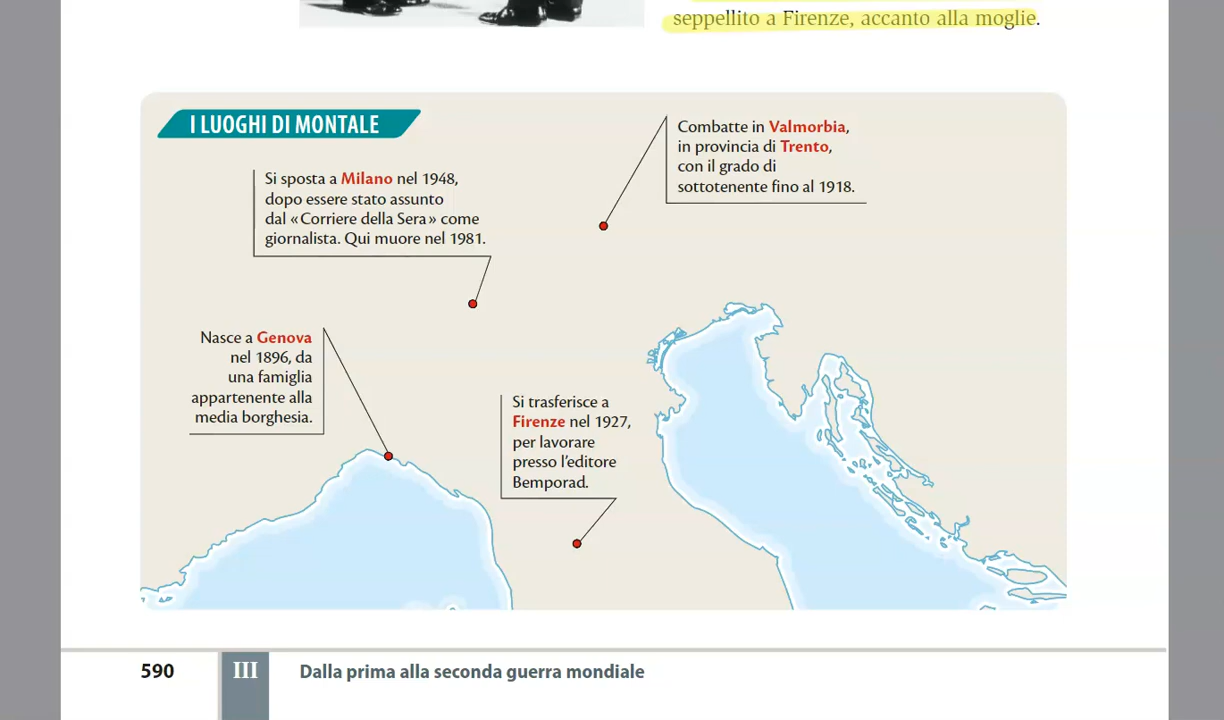 seppellito a Firenze, accanto alla moglie.
I LUOGHI DI MONTALE
Combatte in Valmorbia,
in provincia di Trento,
con il grado di
sottotenente fino al 1918.
Si sposta a Milano nel 1948,
dopo essere stato assunto
dal «Corriere della Sera» come
giornalista. Qui muore nel 1981.
Nasce a Genova
nel 1896, da
una famiglia
appartenente alla
media borghesia.
Si trasferisce a
Firenze nel 1927,
per lavorare
presso l'editore
Bemporad.
590
III
Dalla prima alla seconda guerra mondiale